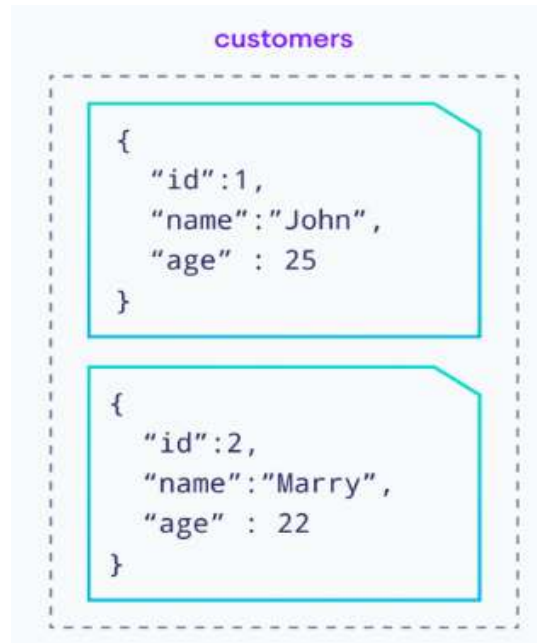 customers
{
“id”:1,
“name”:”John”,
“age” : 25
}
{
“id”:2,
“name”:”Marry”,
“age” : 22
}